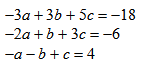 −3a + 3b + 5c = −18
−2a + b + 3c = −6
−a − b + c = 4